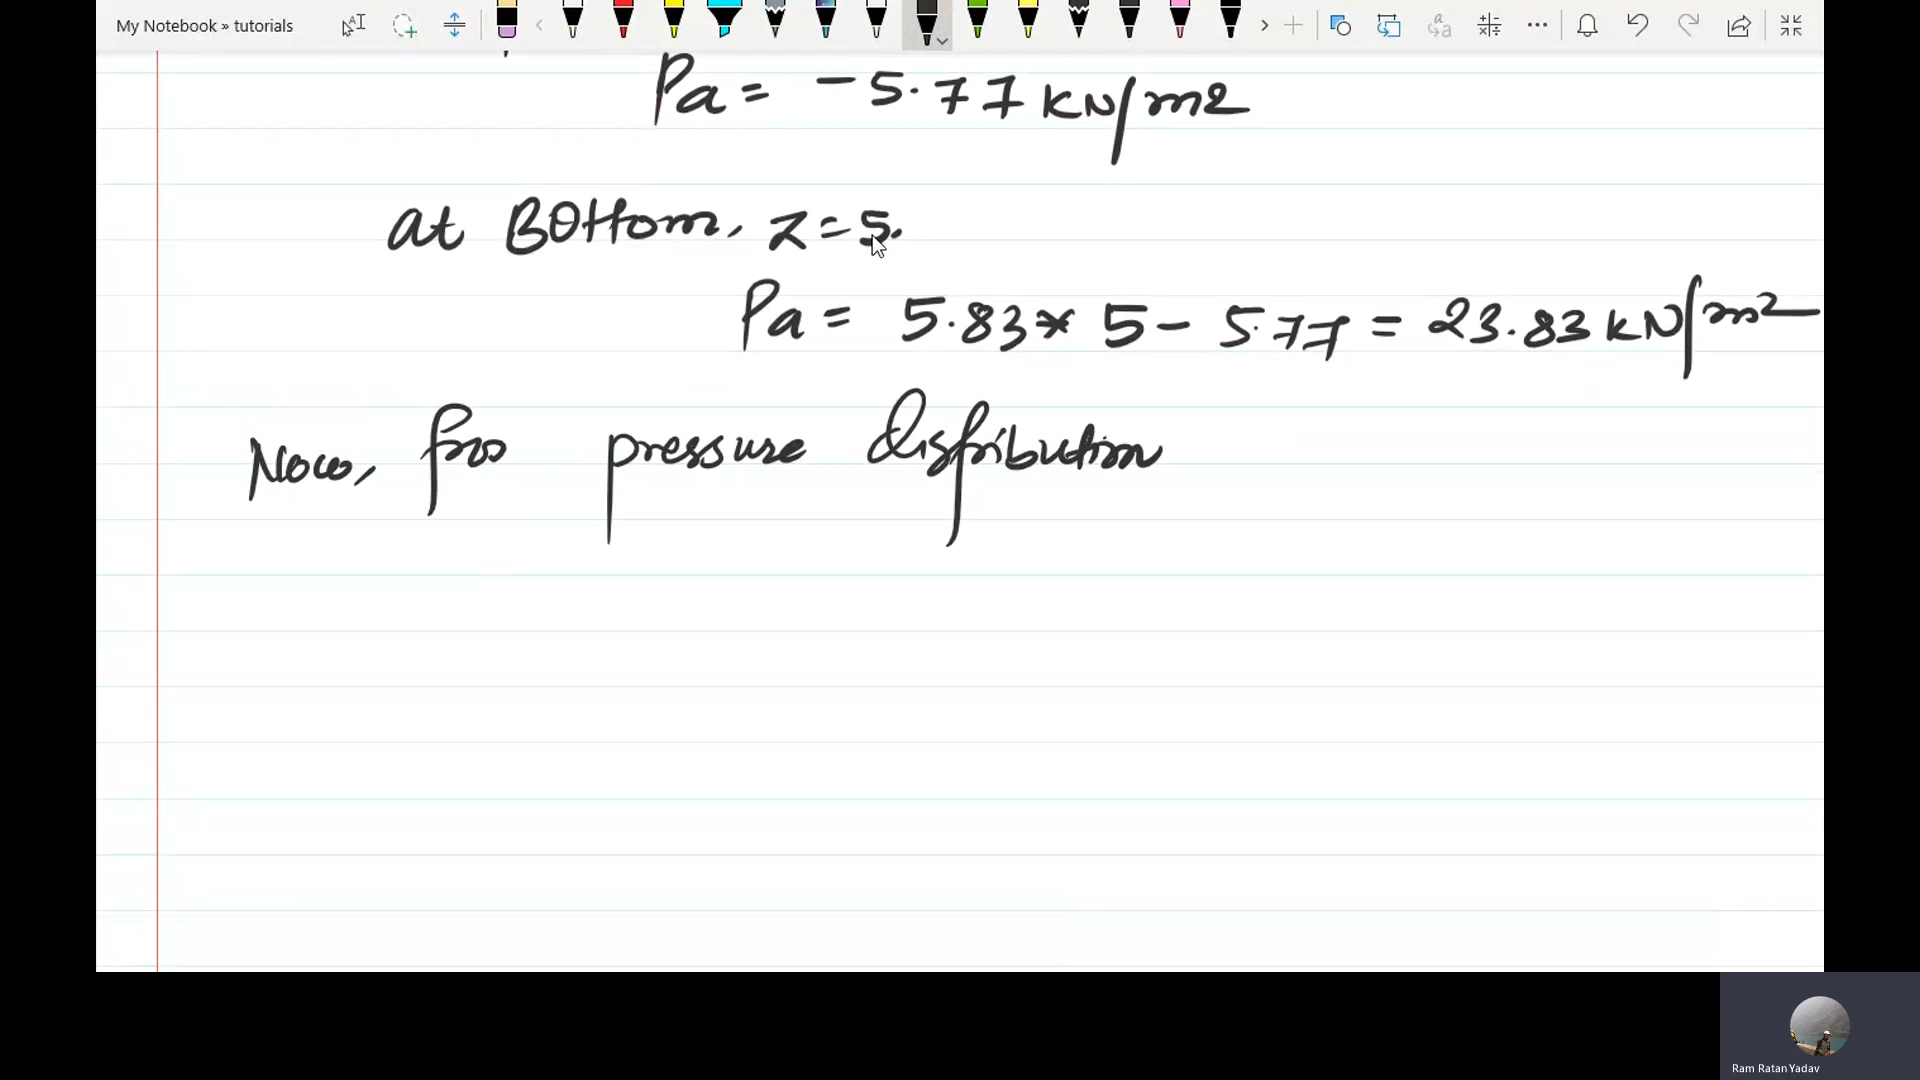 My Notebook » tutorials
Pa = -5.77 KN/m2
at Bottom, z=5.
Pa = 5.83* 5- 5.77 = 23.83 KN/m2
Now, for pressure distribution
Ram Ratan Yadav